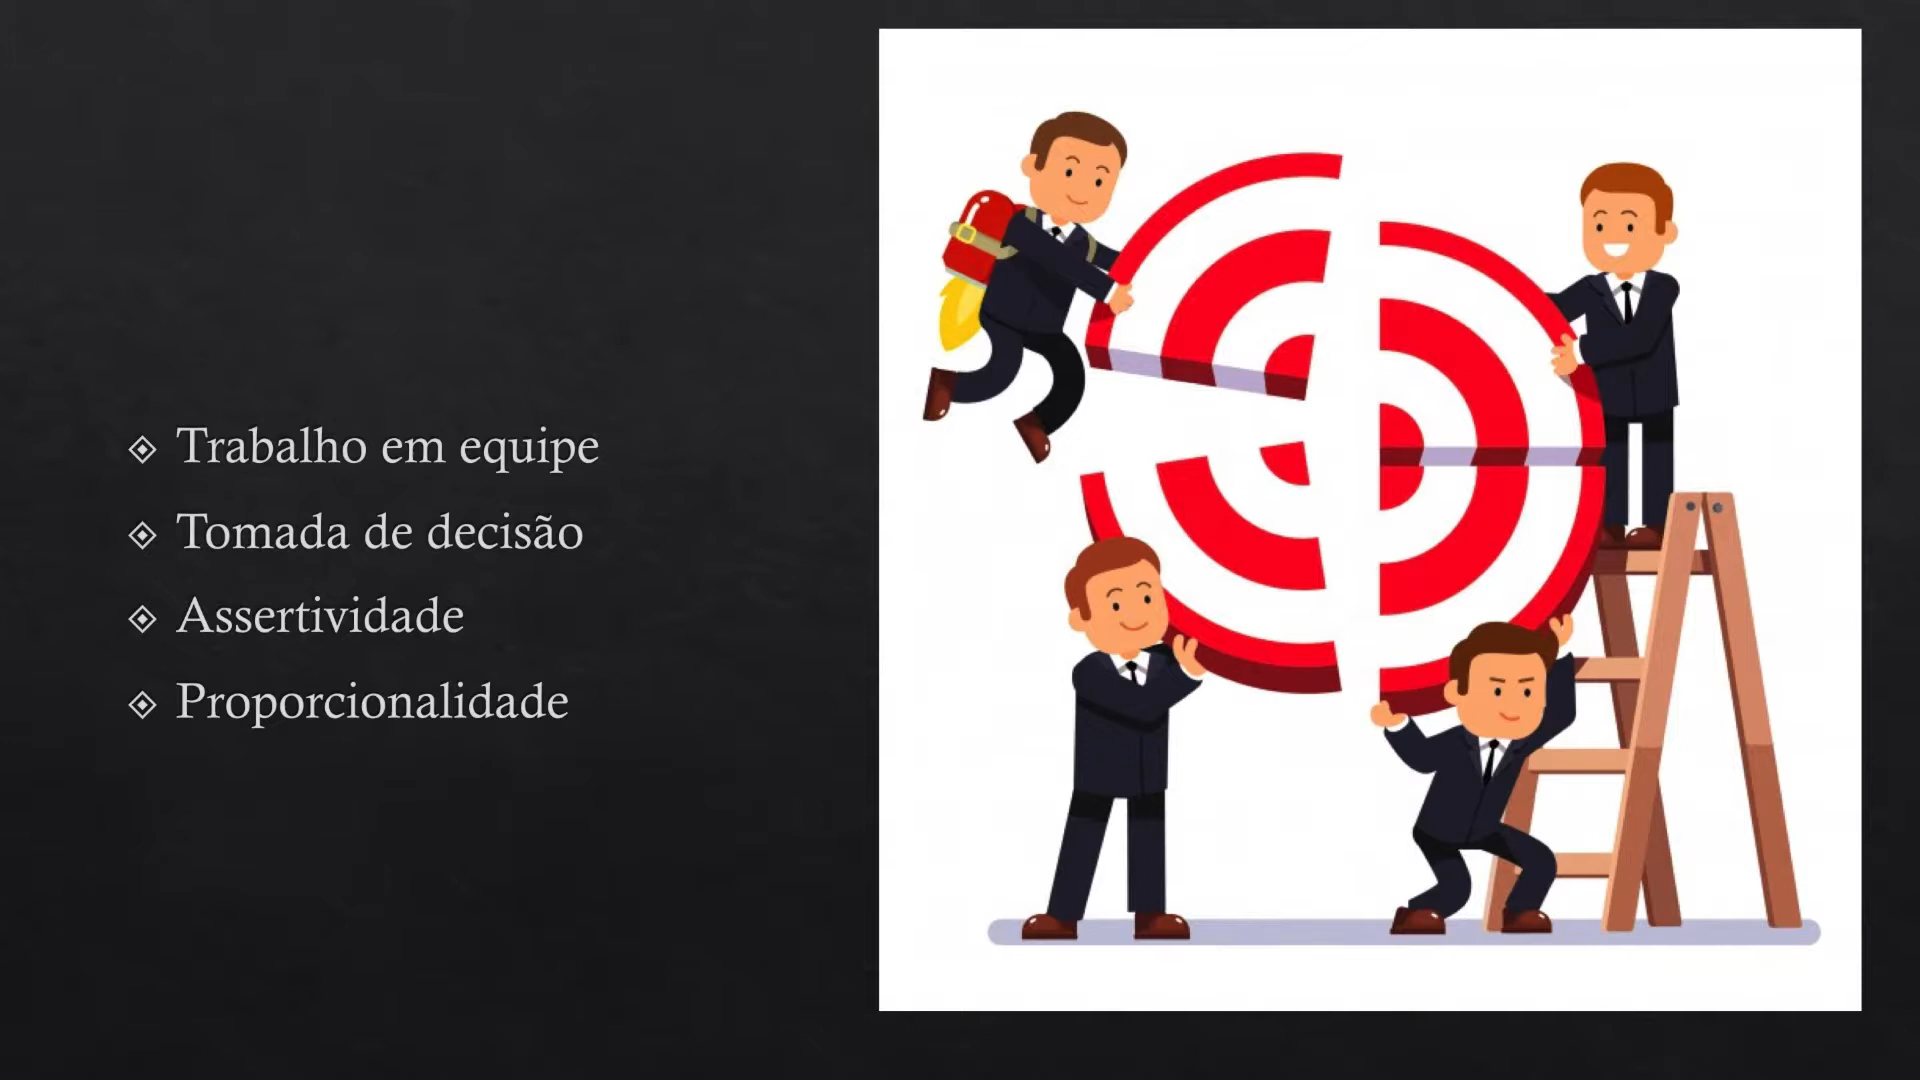 Trabalho em equipe
Tomada de decisão
Assertividade
Proporcionalidade